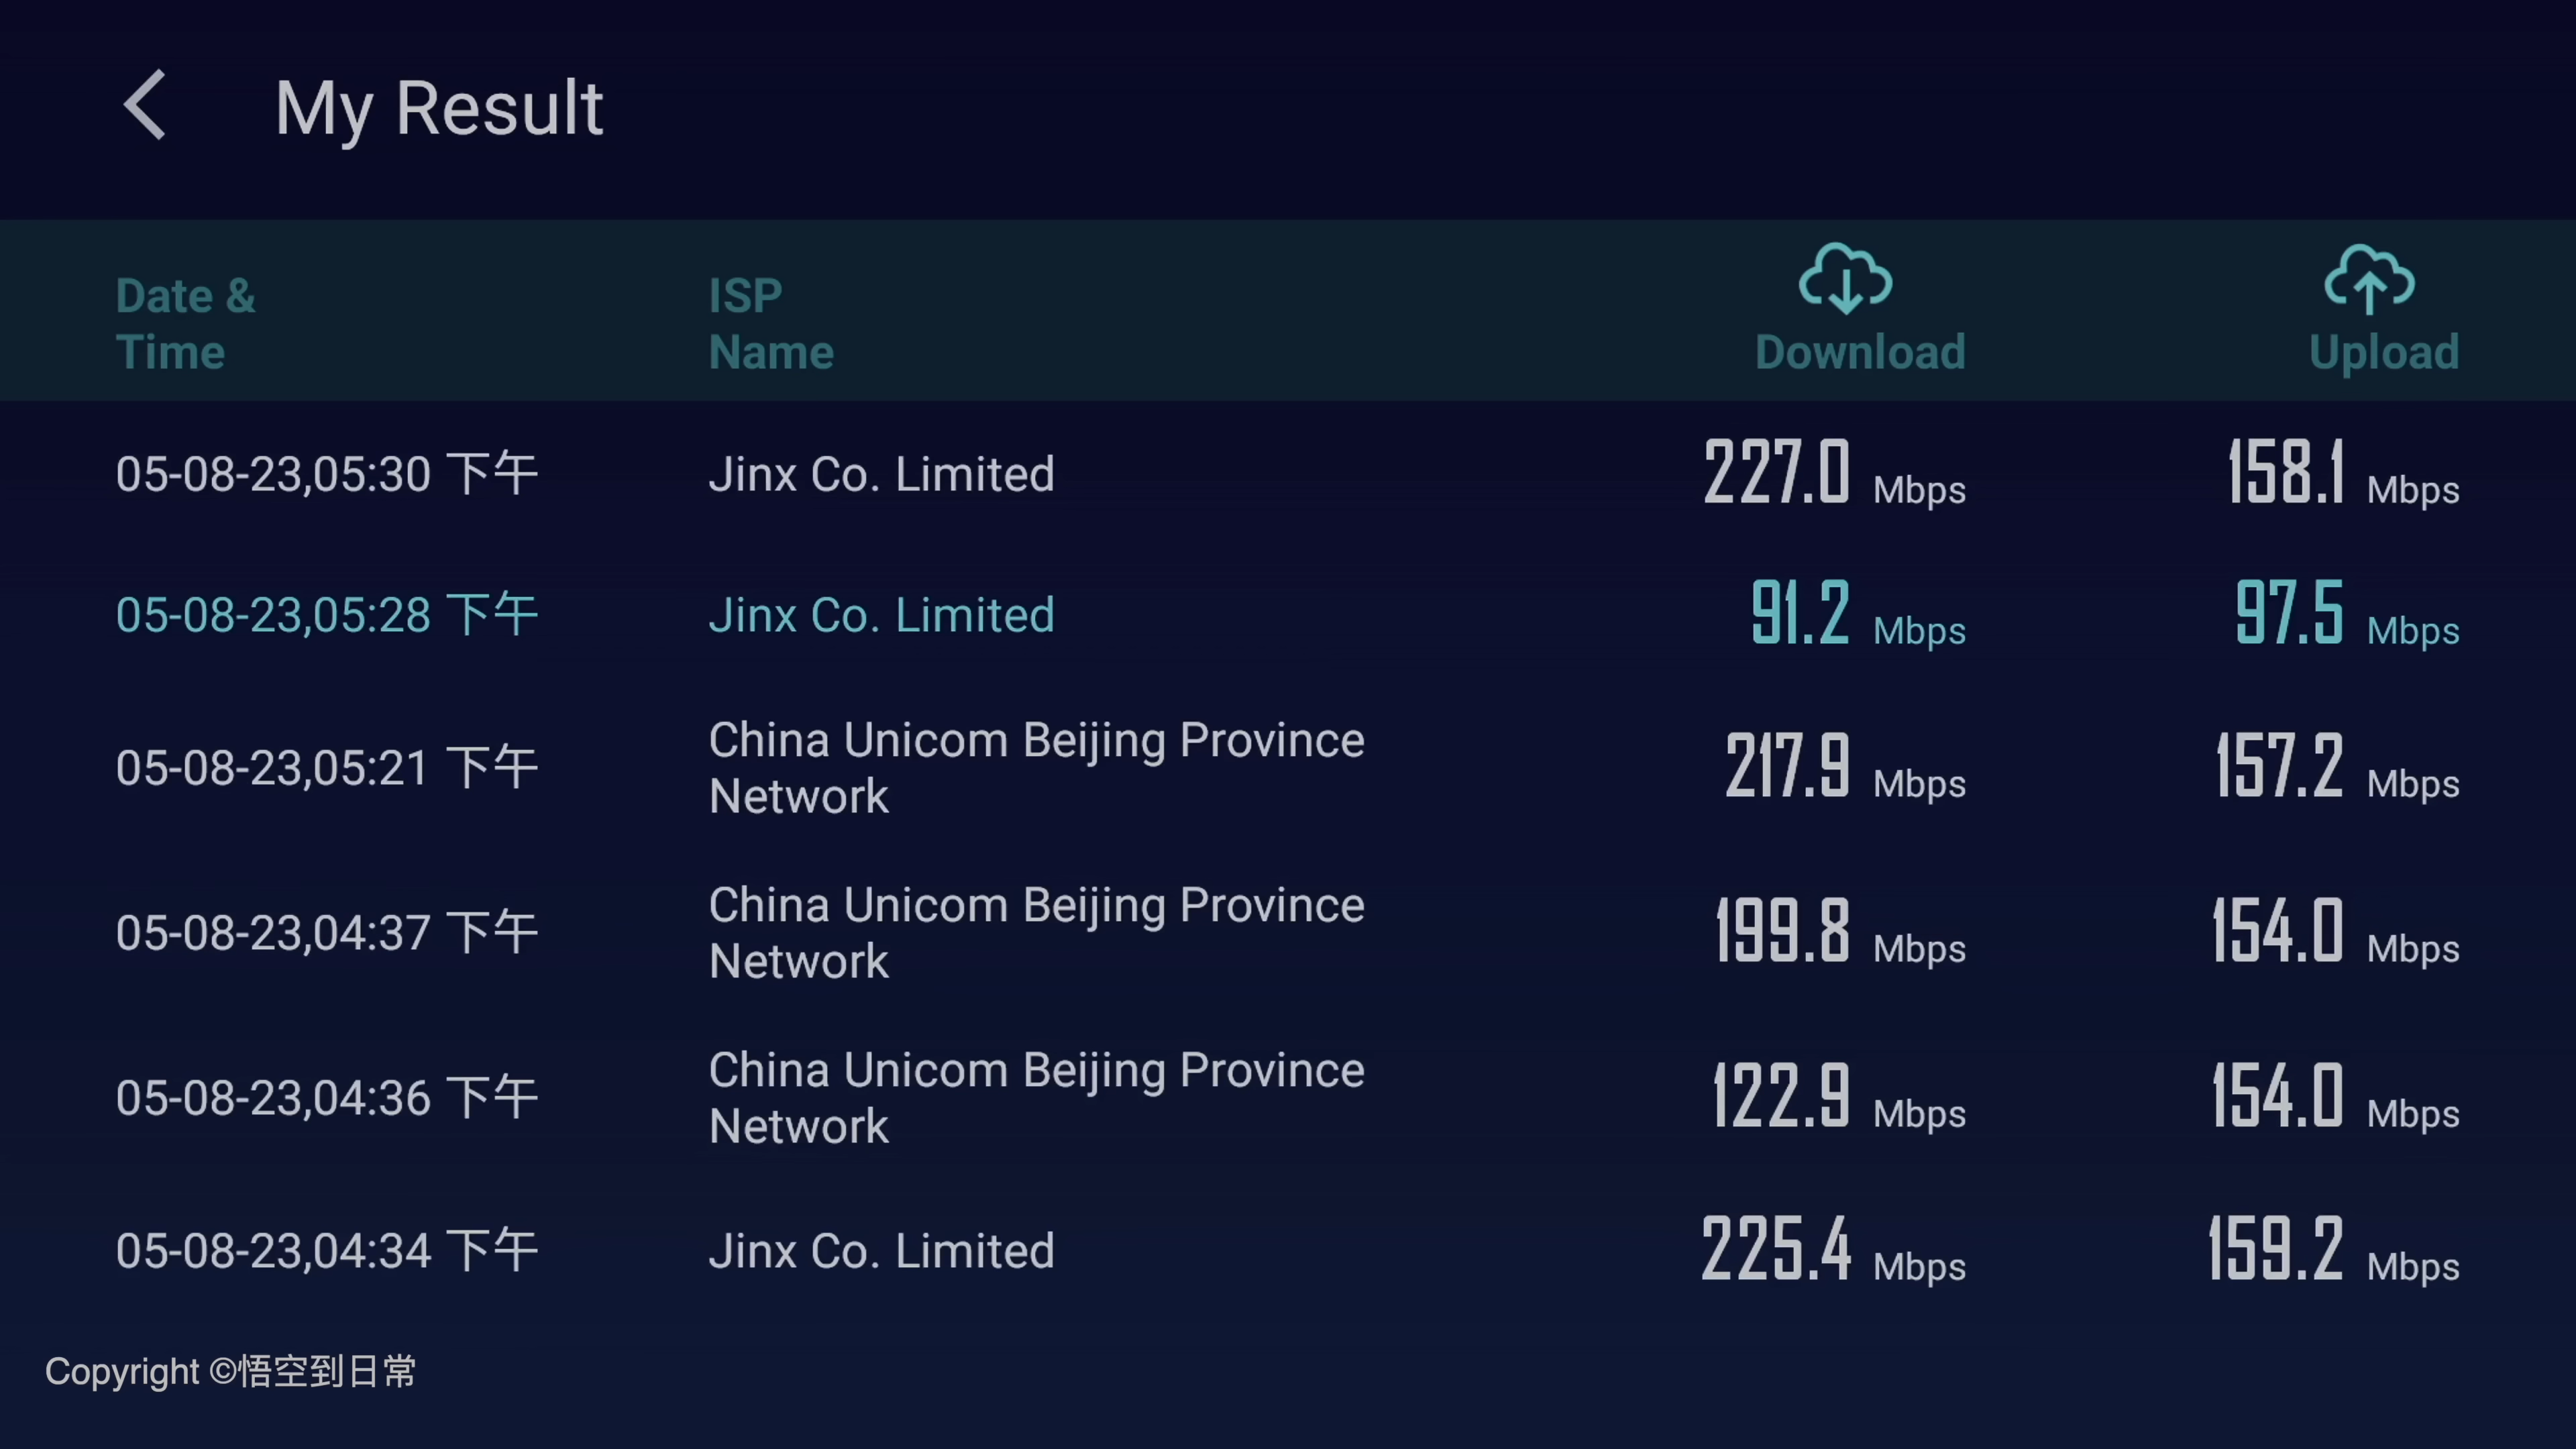 My Result
Date &
Time
ISP
Name
Download
Upload
05-08-23,05:30 下午 Jinx Co. Limited 227.0 Mbps 158.1 Mbps
05-08-23,05:28 下午 Jinx Co. Limited 91.2 Mbps 97.5 Mbps
05-08-23,05:21 下午 China Unicom Beijing Province
Network 217.9 Mbps 157.2 Mbps
05-08-23,04:37 下午 China Unicom Beijing Province
Network 199.8 Mbps 154.0 Mbps
05-08-23,04:36 下午 China Unicom Beijing Province
Network 122.9 Mbps 154.0 Mbps
05-08-23,04:34 下午 Jinx Co. Limited 225.4 Mbps 159.2 Mbps
Copyright ©悟空到日常